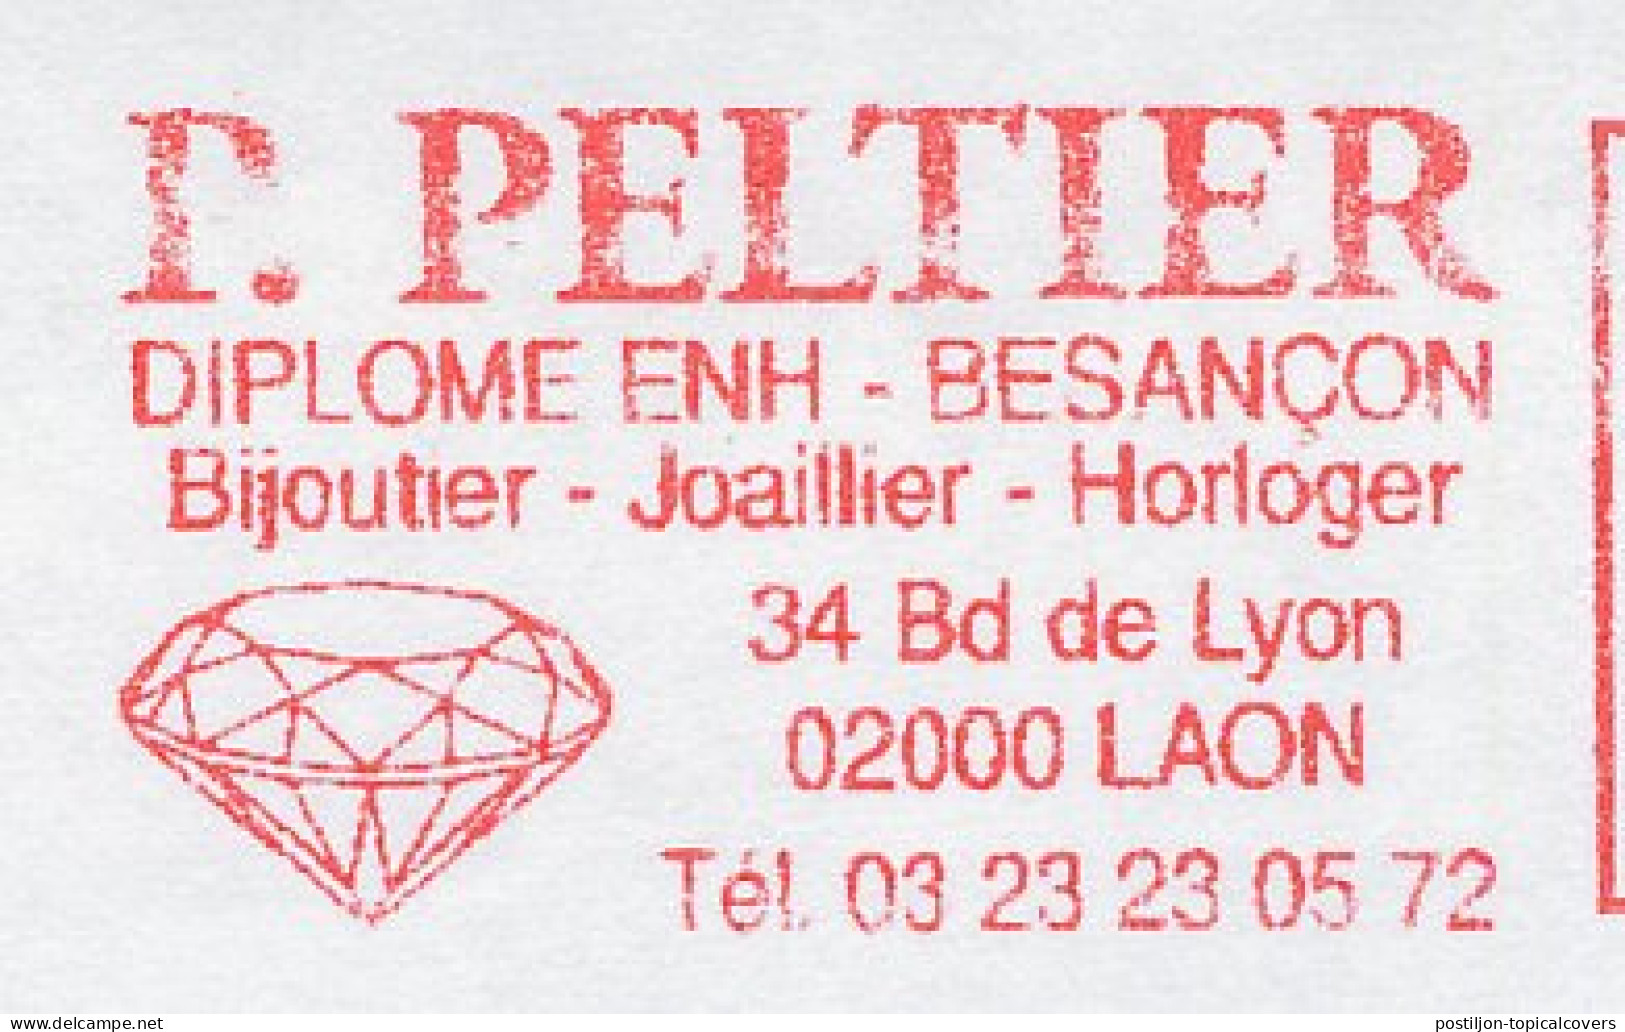 PELTIER
DIPLOME ENH - BESANÇON
Bijoutier - Joaillier - Horloger
34 Bd de Lyon
02000 LAON
Tél. 03 23 23 05 72
www.delcampe.net
postiljon-topicalcovers